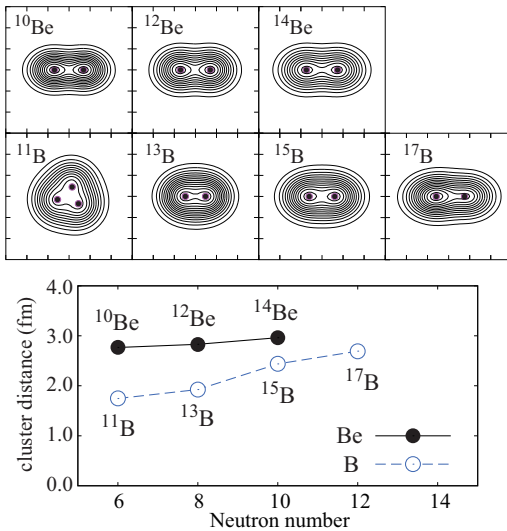 ¹⁰Be ¹²Be ¹⁴Be
¹¹B ¹³B ¹⁵B ¹⁷B
4.0
3.0
2.0
1.0
0.0
cluster distance (fm)
¹⁰Be ¹²Be ¹⁴Be
¹¹B ¹³B ¹⁵B ¹⁷B
Be
B
6 8 10 12 14
Neutron number